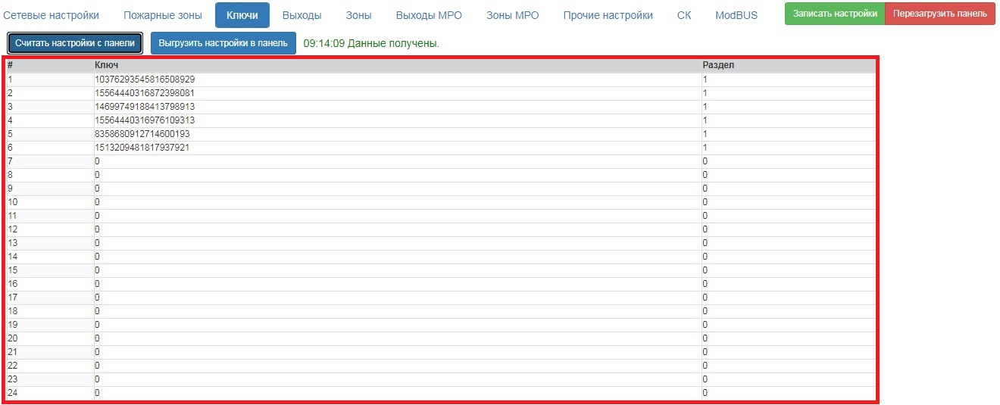 Сетевые настройки Пожарные зоны Ключи Выходы Зоны Выходы МРО Зоны МРО Прочие настройки СК ModBUS Записать настройки Перезагрузить панель
Считать настройки с панели Выгрузить настройки в панель 09:14:09 Данные получены.
# Ключ Раздел
1 10376293545816508929 1
2 15564440316872398081 1
3 14699749188413798913 1
4 15564440316976109313 1
5 8358680912714600193 1
6 1513209481817937921 1
7 0 0
8 0 0
9 0 0
10 0 0
11 0 0
12 0 0
13 0 0
14 0 0
15 0 0
16 0 0
17 0 0
18 0 0
19 0 0
20 0 0
21 0 0
22 0 0
23 0 0
24 0 0